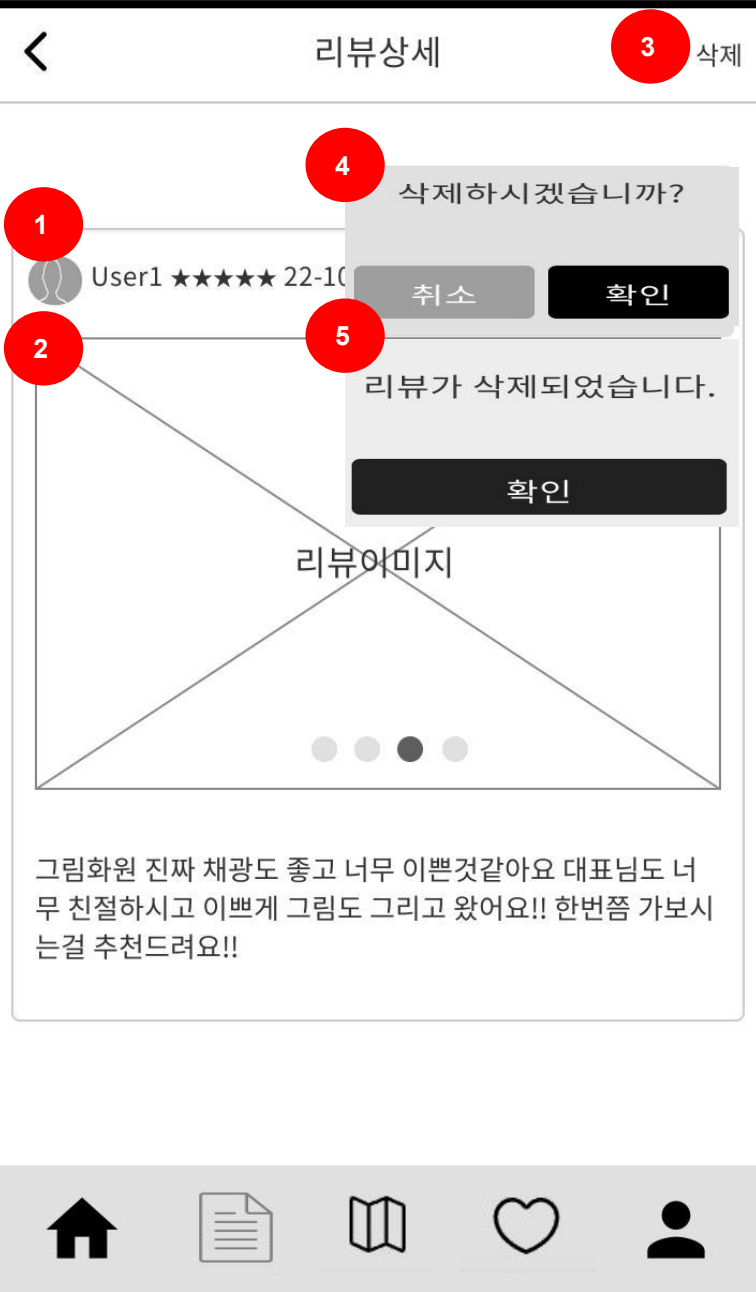 리뷰상세
3
삭제
4
삭제하시겠습니까?
1
User1 ★★★★★ 22-10
취소
확인
2
5
리뷰가 삭제되었습니다.
확인
리뷰이미지
그림화원 진짜 채광도 좋고 너무 이쁜것같아요 대표님도 너
무 친절하시고 이쁘게 그림도 그리고 왔어요!! 한번쯤 가보시
는걸 추천드려요!!